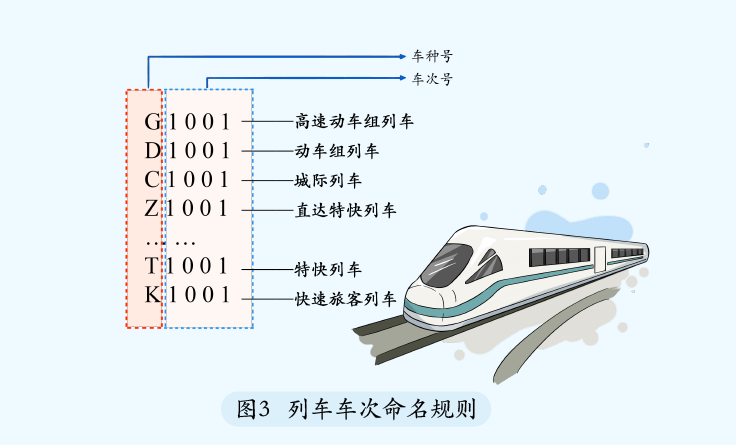 车种号
车次号
G1001 高速动车组列车
D1001 动车组列车
C1001 城际列车
Z1001 直达特快列车
... ...
T1001 特快列车
K1001 快速旅客列车
图3 列车车次命名规则